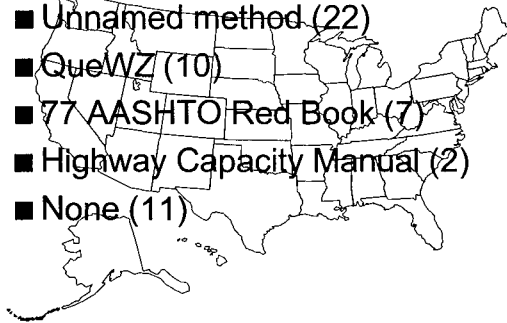 ■ Unnamed method (22)
■ QueWZ (10)
■ 77 AASHTO Red Book (7)
■ Highway Capacity Manual (2)
■ None (11)